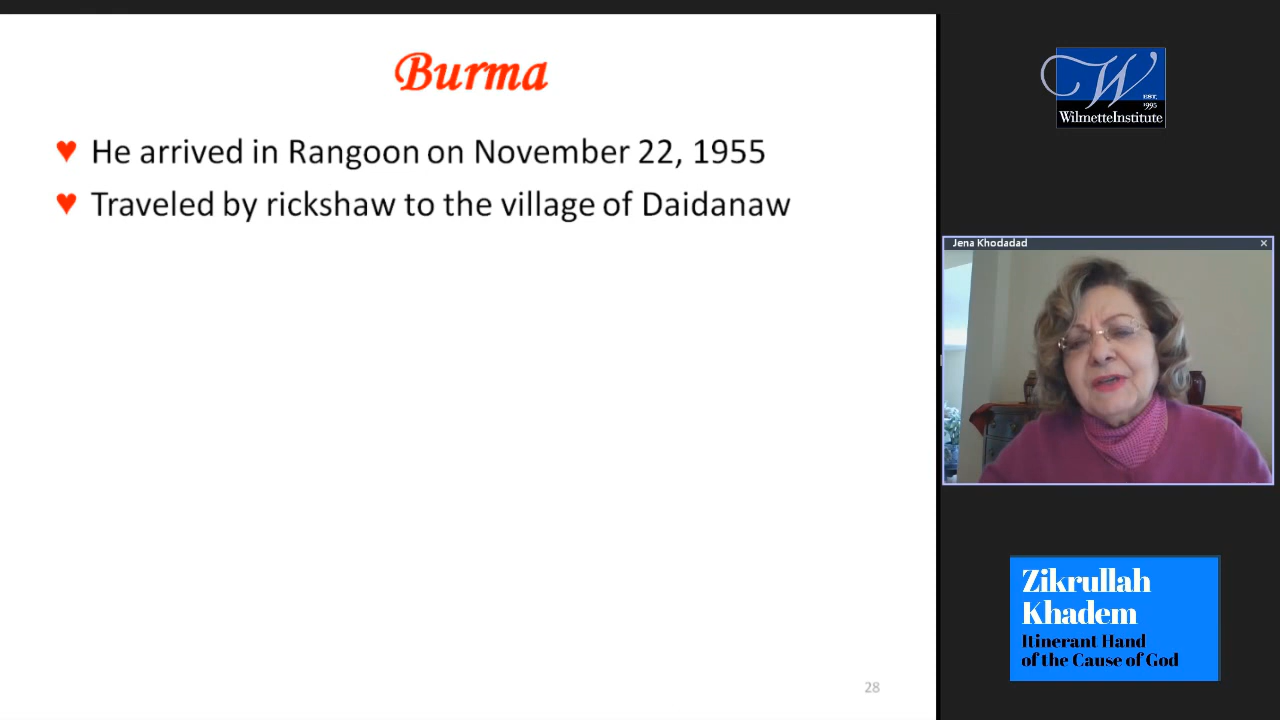 Burma
♥ He arrived in Rangoon on November 22, 1955
♥ Traveled by rickshaw to the village of Daidanaw
28
W
EST.
1995
WilmetteInstitute
Jena Khodadad
Zikrullah
Khadem
Itinerant Hand
of the Cause of God